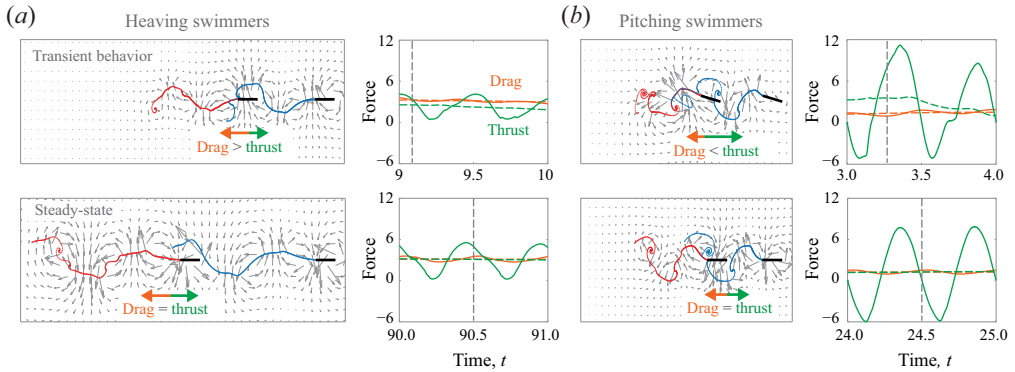 (a)
Heaving swimmers
Transient behavior
Drag > thrust
Force
12
6
0
−6
Drag
Thrust
9
9.5
10
Steady-state
Drag = thrust
Force
12
6
0
−6
90.0
90.5
91.0
Time, t
(b)
Pitching swimmers
Drag < thrust
Force
12
6
0
−6
3.0
3.5
4.0
Drag = thrust
Force
12
6
0
−6
24.0
24.5
25.0
Time, t